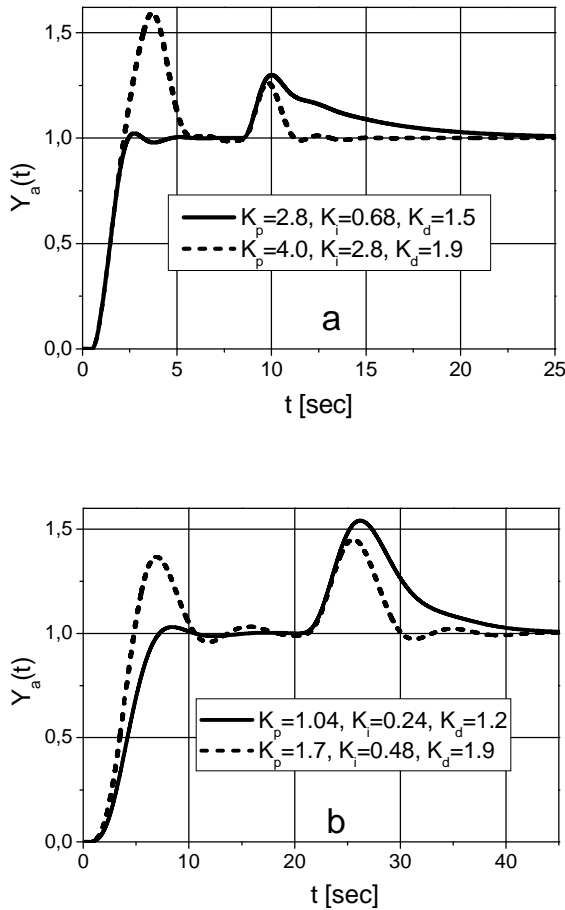 1,5
1,0
0,5
0,0
Y_a(t)
K_p=2.8, K_i=0.68, K_d=1.5
K_p=4.0, K_i=2.8, K_d=1.9
a
0 5 10 15 20 25
t [sec]
1,5
1,0
0,5
0,0
Y_a(t)
K_p=1.04, K_i=0.24, K_d=1.2
K_p=1.7, K_i=0.48, K_d=1.9
b
0 10 20 30 40
t [sec]